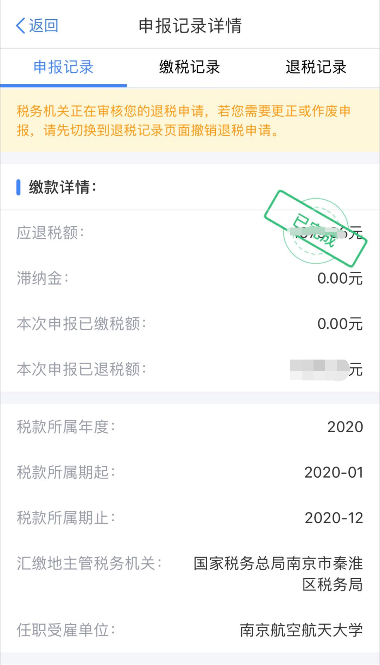 返回
申报记录详情
申报记录
缴税记录
退税记录
税务机关正在审核您的退税申请，若您需要更正或作废申
报，请先切换到退税记录页面撤销退税申请。
缴款详情：
应退税额：
元
已完成
滞纳金：
0.00元
本次申报已缴税额：
0.00元
本次申报已退税额：
元
税款所属年度：
2020
税款所属期起：
2020-01
税款所属期止：
2020-12
汇缴地主管税务机关：
国家税务总局南京市秦淮
区税务局
任职受雇单位：
南京航空航天大学